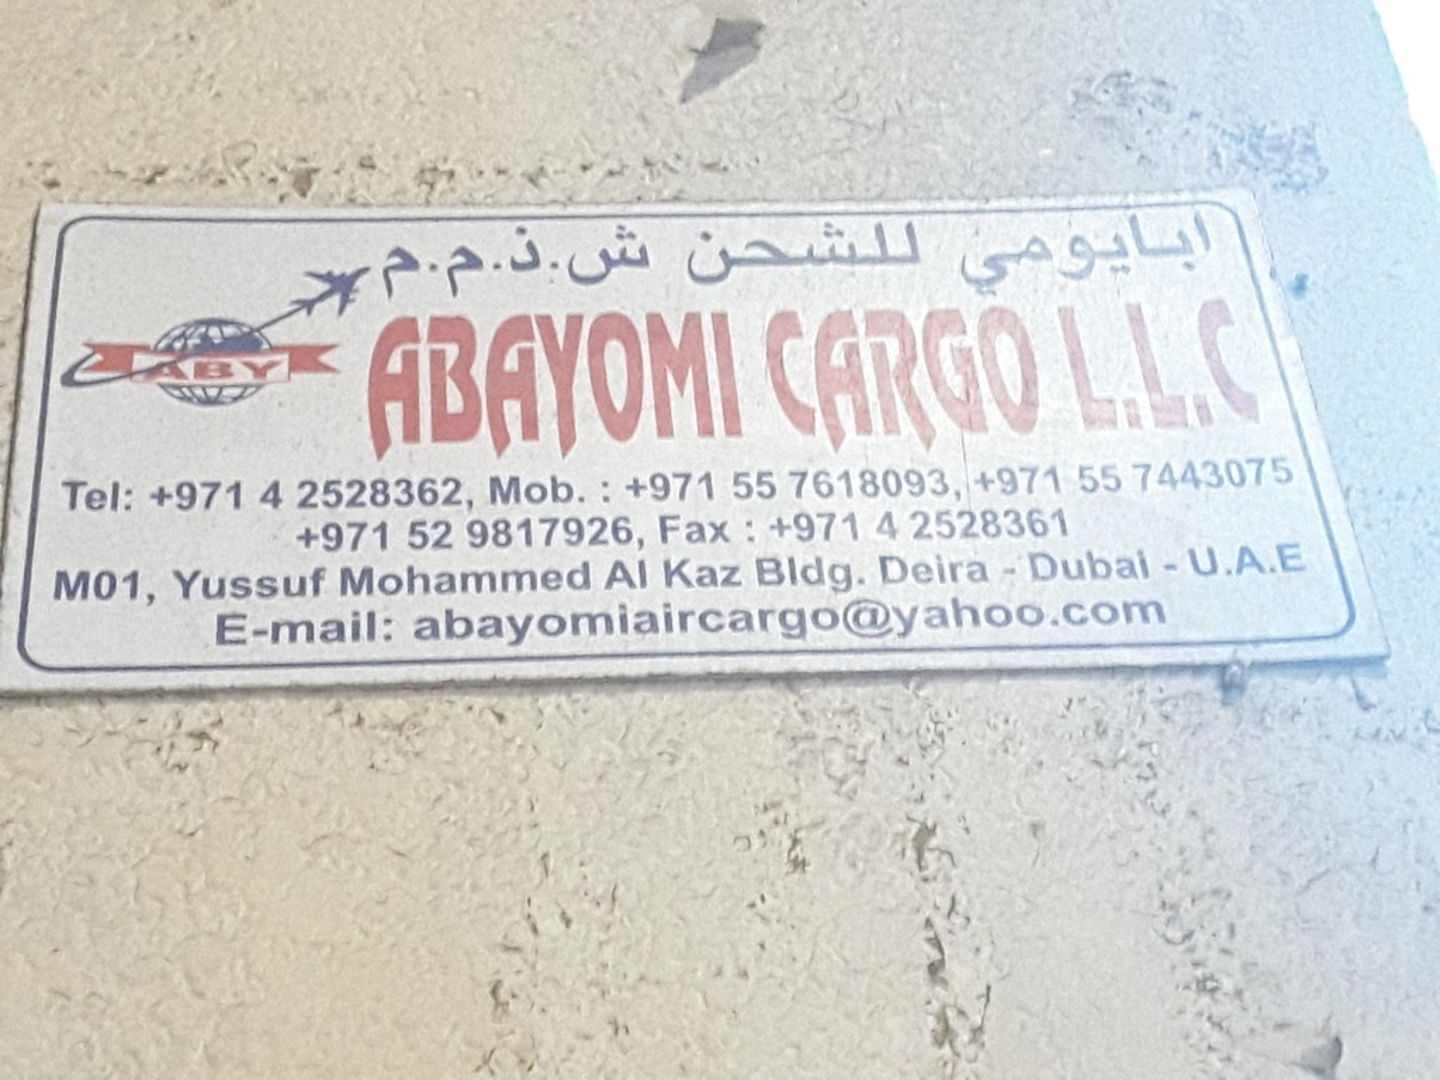 ابايومي للشحن ش.ذ.م.م
ABY
ABAYOMI CARGO L.L.C
Tel: +971 4 2528362, Mob. : +971 55 7618093, +971 55 7443075
+971 52 9817926, Fax : +971 4 2528361
M01, Yussuf Mohammed Al Kaz Bldg. Deira - Dubai - U.A.E
E-mail: abayomiaircargo@yahoo.com